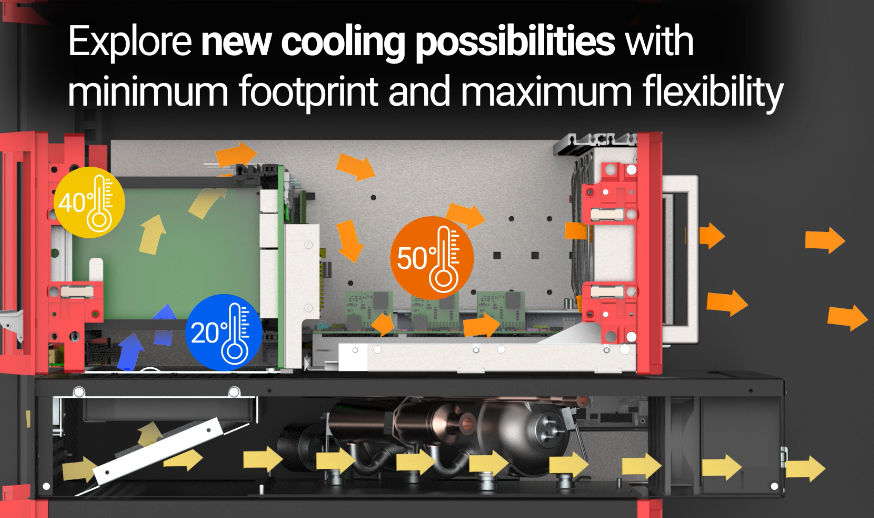 Explore new cooling possibilities with
minimum footprint and maximum flexibility
40°
50°
20°